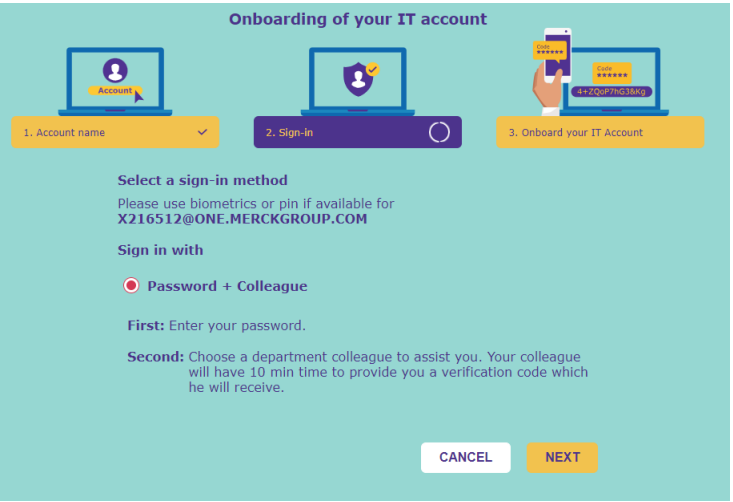 Onboarding of your IT account
Account
Code
******
Code
******
4+ZQoP7hG3&Kg
1. Account name
2. Sign-in
3. Onboard your IT Account
Select a sign-in method
Please use biometrics or pin if available for
X216512@ONE.MERCKGROUP.COM
Sign in with
Password + Colleague
First: Enter your password.
Second: Choose a department colleague to assist you. Your colleague
will have 10 min time to provide you a verification code which
he will receive.
CANCEL
NEXT